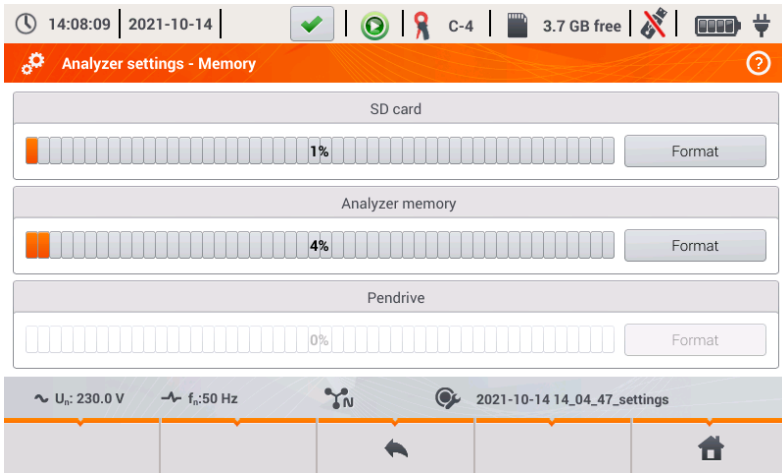 14:08:09 2021-10-14 C-4 3.7 GB free
Analyzer settings - Memory ?
SD card
1% Format
Analyzer memory
4% Format
Pendrive
0% Format
Un: 230.0 V fn:50 Hz N 2021-10-14 14_04_47_settings